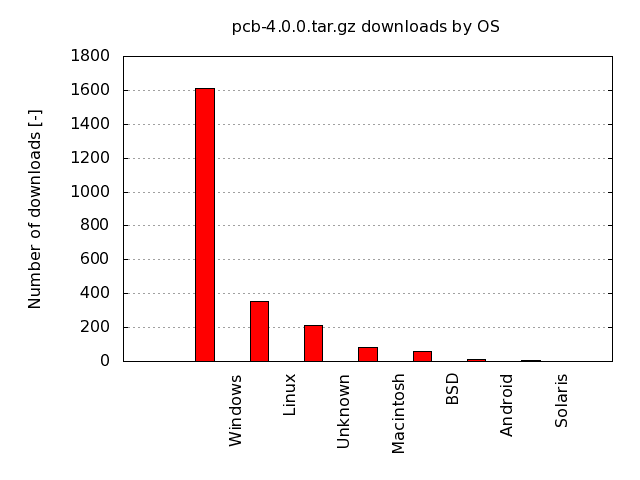 pcb-4.0.0.tar.gz downloads by OS
1800
1600
1400
1200
1000
800
600
400
200
0
Number of downloads [-]
Windows
Linux
Unknown
Macintosh
BSD
Android
Solaris